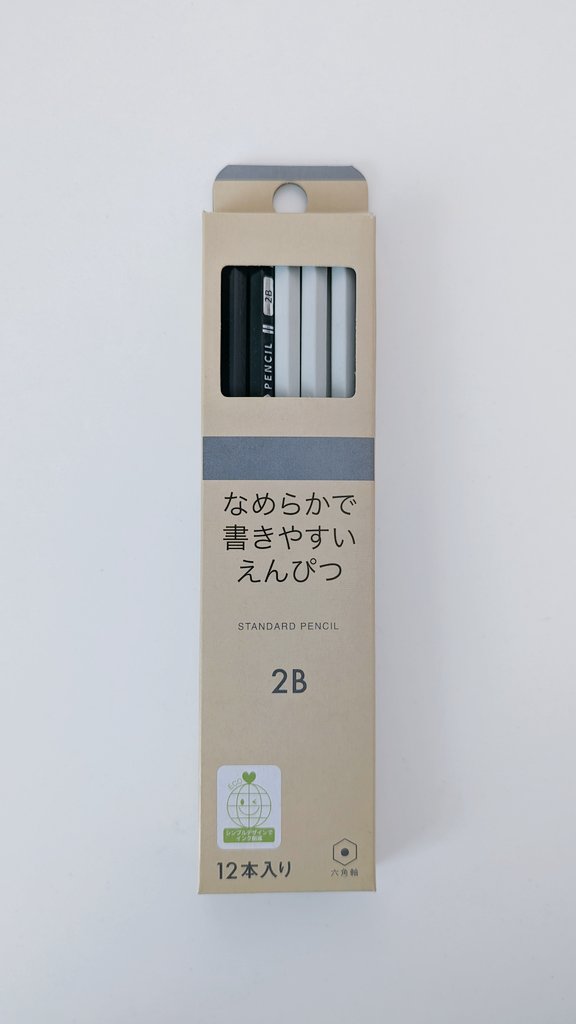 2B
PENCIL
なめらかで
書きやすい
えんぴつ
STANDARD PENCIL
2B
ECO
シンプルデザインで
インク削減
12本入り
六角軸